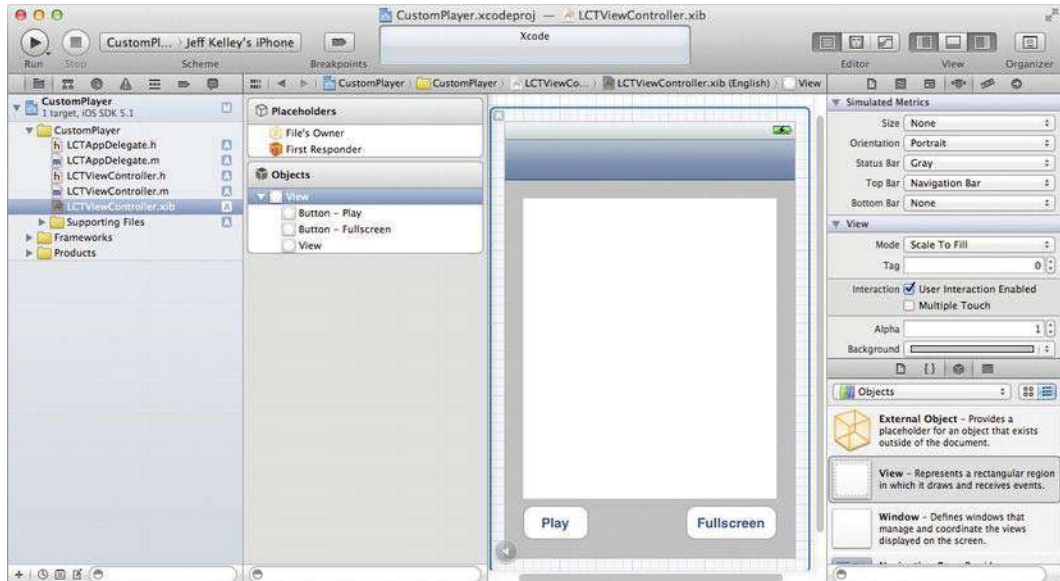 CustomPlayer.xcodeproj — LCTViewController.xib
Run
Stop
CustomPl... Jeff Kelley's iPhone
Scheme
Breakpoints
Xcode
Editor
View
Organizer
CustomPlayer
CustomPlayer
LCTViewCo...
LCTViewController.xib (English)
View
CustomPlayer
1 target, iOS SDK 5.1
CustomPlayer
LCTAppDelegate.h
LCTAppDelegate.m
LCTViewController.h
LCTViewController.m
LCTViewController.xib
Supporting Files
Frameworks
Products
Placeholders
File's Owner
First Responder
Objects
View
Button - Play
Button - Fullscreen
View
Play
Fullscreen
Simulated Metrics
Size None
Orientation Portrait
Status Bar Gray
Top Bar Navigation Bar
Bottom Bar None
View
Mode Scale To Fill
Tag 0
Interaction User Interaction Enabled
Multiple Touch
Alpha 1
Background
Objects
External Object - Provides a
placeholder for an object that exists
outside of the document.
View - Represents a rectangular region
in which it draws and receives events.
Window - Defines windows that
manage and coordinate the views
displayed on the screen.